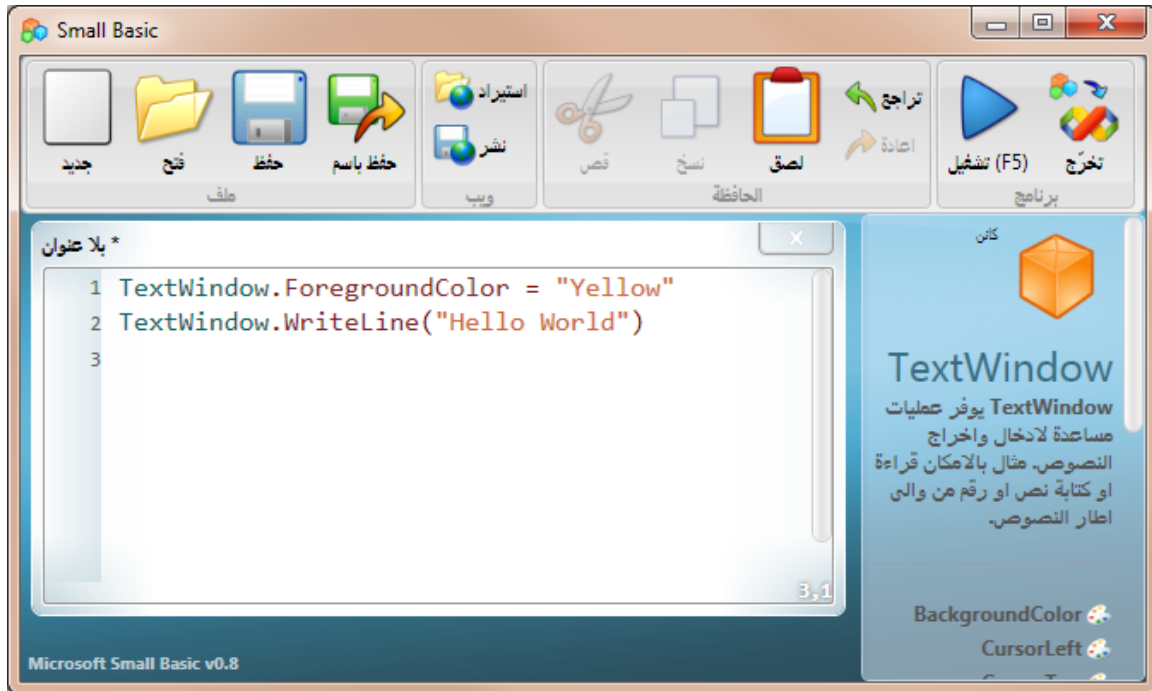 Small Basic
جديد
فتح
حفظ
حفظ باسم
ملف
استيراد
نشر
ويب
قص
نسخ
لصق
تراجع
اعادة
الحافظة
تشغيل (F5)
تخرّج
برنامج
بلا عنوان *
1 TextWindow.ForegroundColor = "Yellow"
2 TextWindow.WriteLine("Hello World")
3
3,1
كائن
TextWindow
TextWindow يوفر عمليات
مساعدة لادخال واخراج
النصوص. مثال بالامكان قراءة
او كتابة نص او رقم من والى
اطار النصوص.
BackgroundColor
CursorLeft
Microsoft Small Basic v0.8